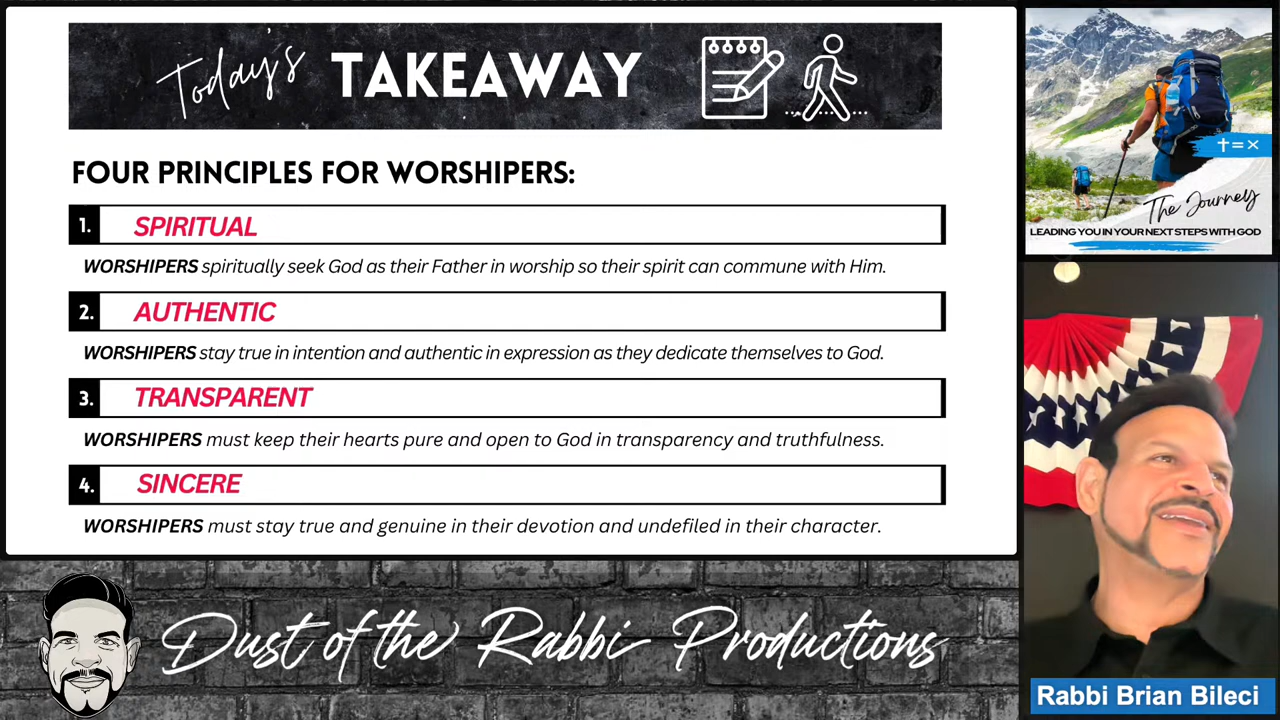 Today's TAKEAWAY
FOUR PRINCIPLES FOR WORSHIPERS:
1. SPIRITUAL
WORSHIPERS spiritually seek God as their Father in worship so their spirit can commune with Him.
2. AUTHENTIC
WORSHIPERS stay true in intention and authentic in expression as they dedicate themselves to God.
3. TRANSPARENT
WORSHIPERS must keep their hearts pure and open to God in transparency and truthfulness.
4. SINCERE
WORSHIPERS must stay true and genuine in their devotion and undefiled in their character.
Dust of the Rabbi Productions
The Journey
LEADING YOU IN YOUR NEXT STEPS WITH GOD
Rabbi Brian Bileci